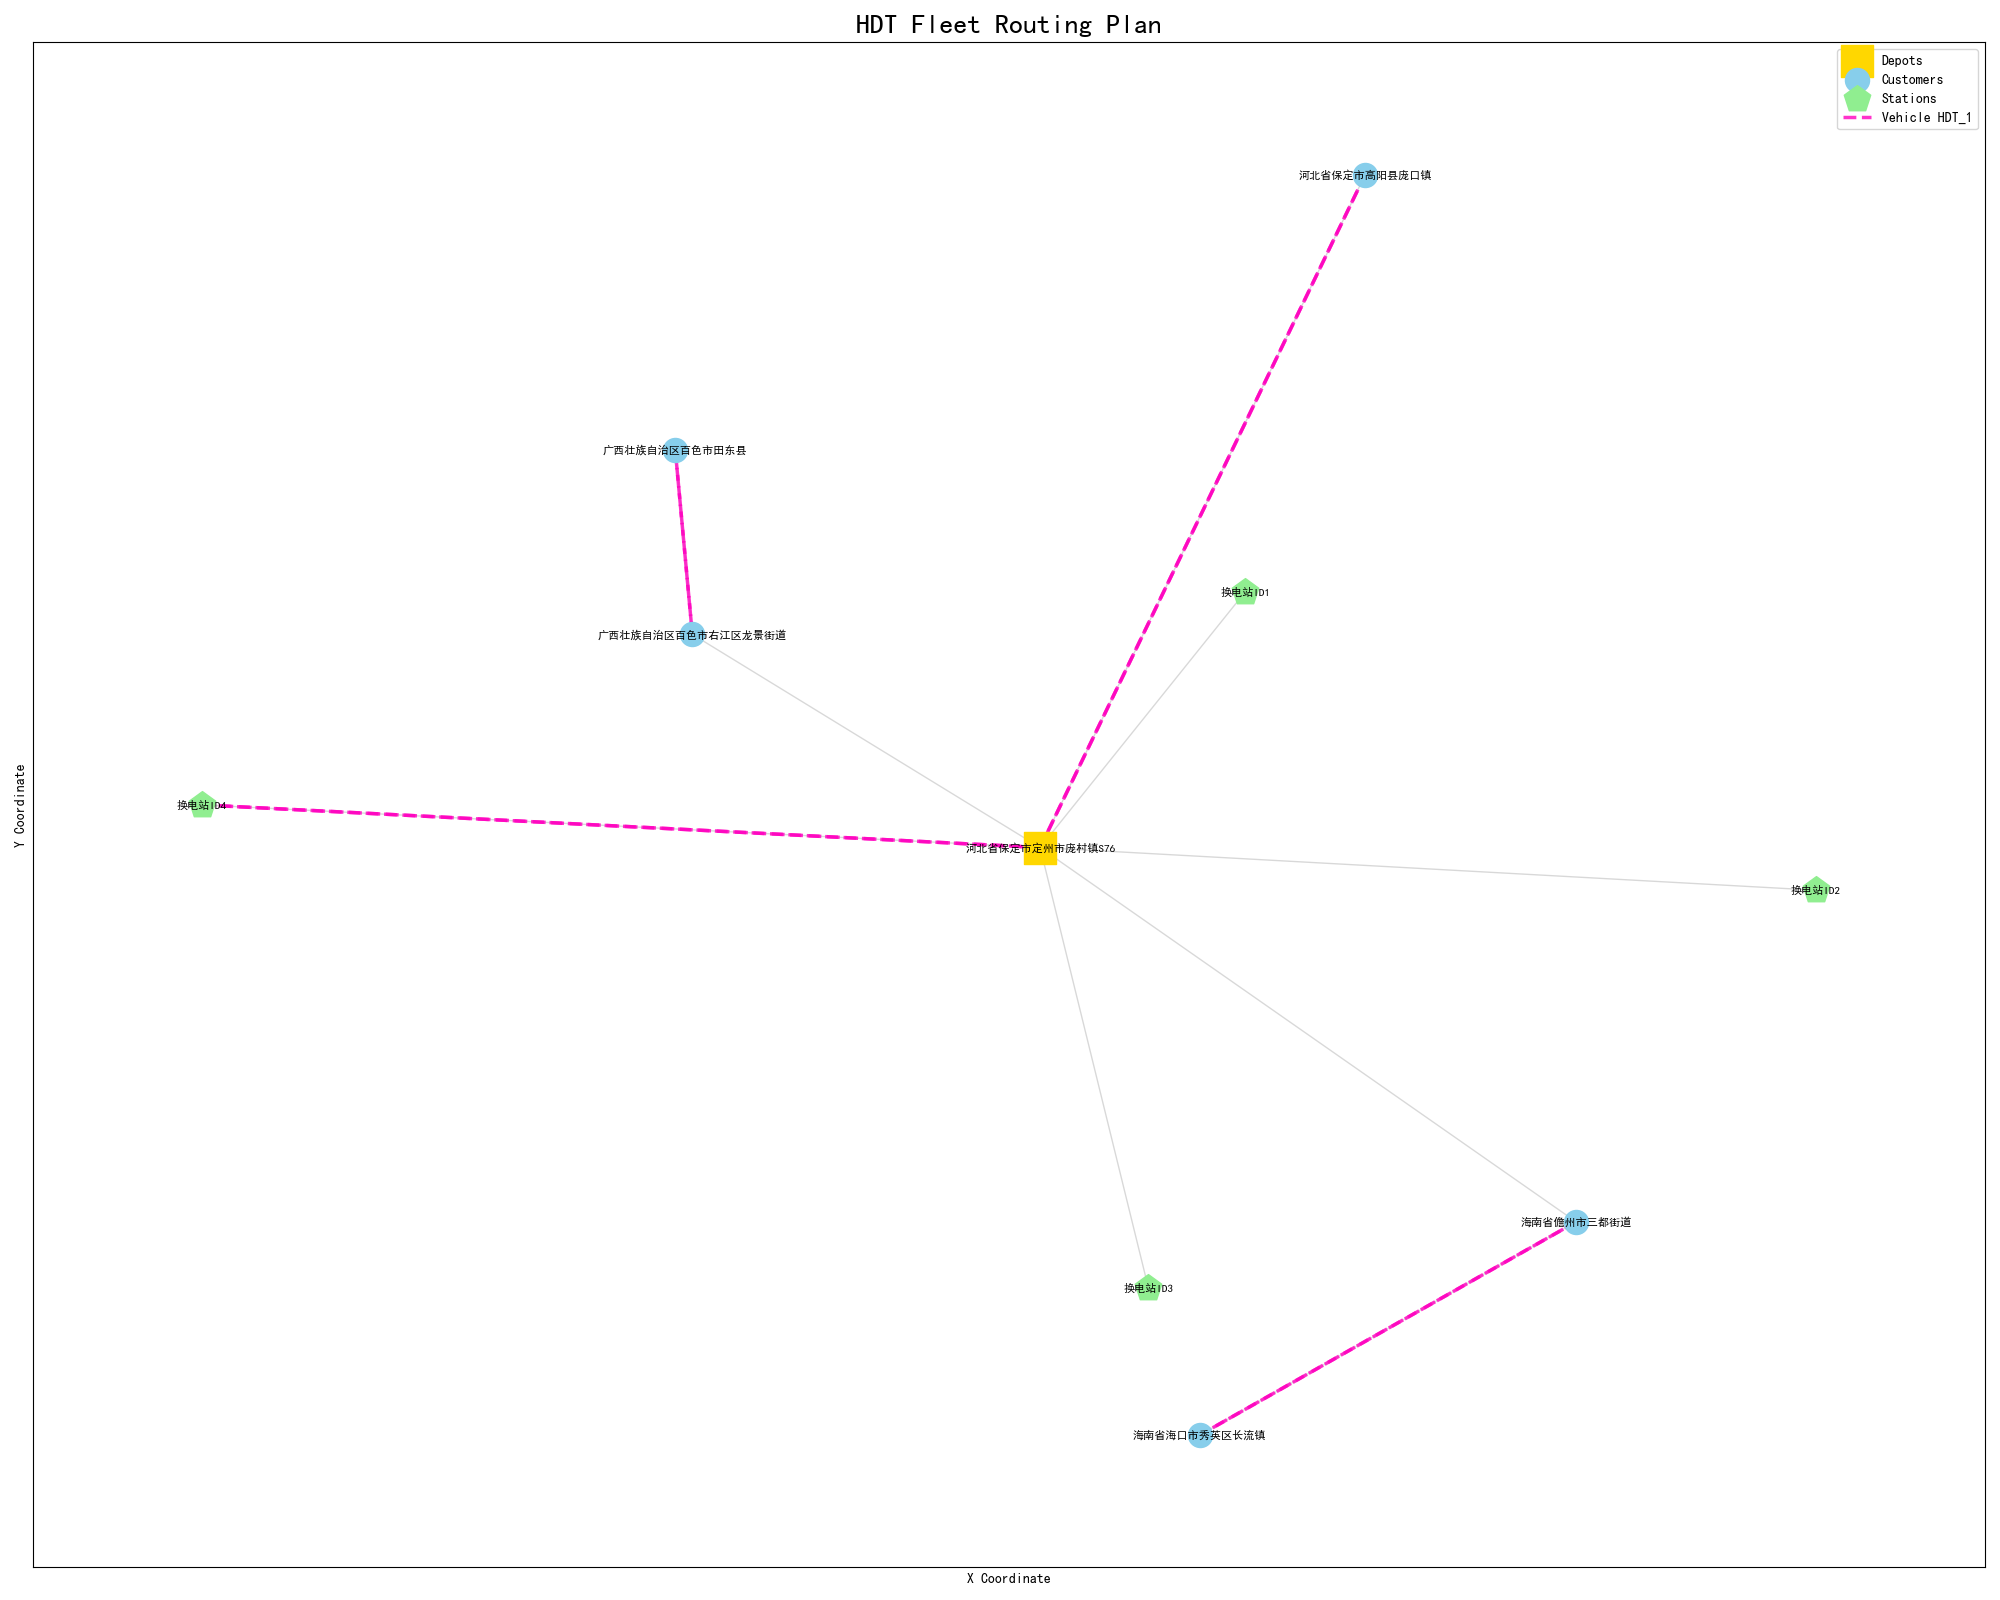 HDT Fleet Routing Plan
Depots
Customers
Stations
Vehicle HDT_1
河北省保定市高阳县庞口镇
广西壮族自治区百色市田东县
换电站ID1
广西壮族自治区百色市右江区龙景街道
换电站ID4
河北省保定市定州市庞村镇S76
换电站ID2
海南省儋州市三都街道
换电站ID3
海南省海口市秀英区长流镇
Y Coordinate
X Coordinate